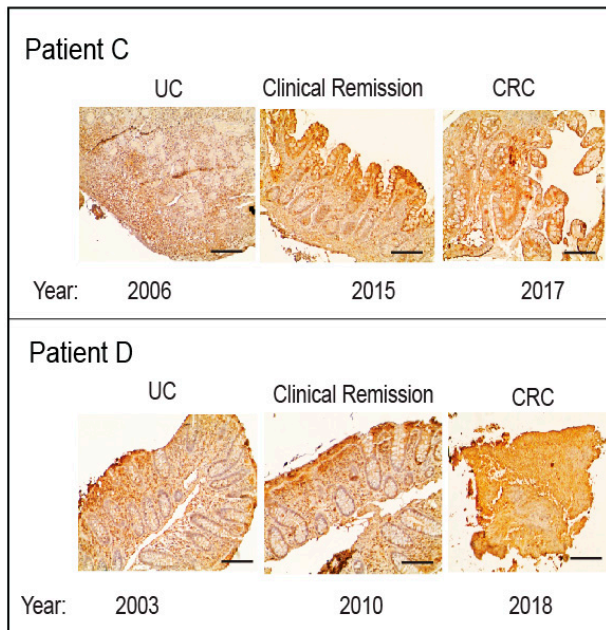 Patient C
UC Clinical Remission CRC
Year: 2006 2015 2017
Patient D
UC Clinical Remission CRC
Year: 2003 2010 2018